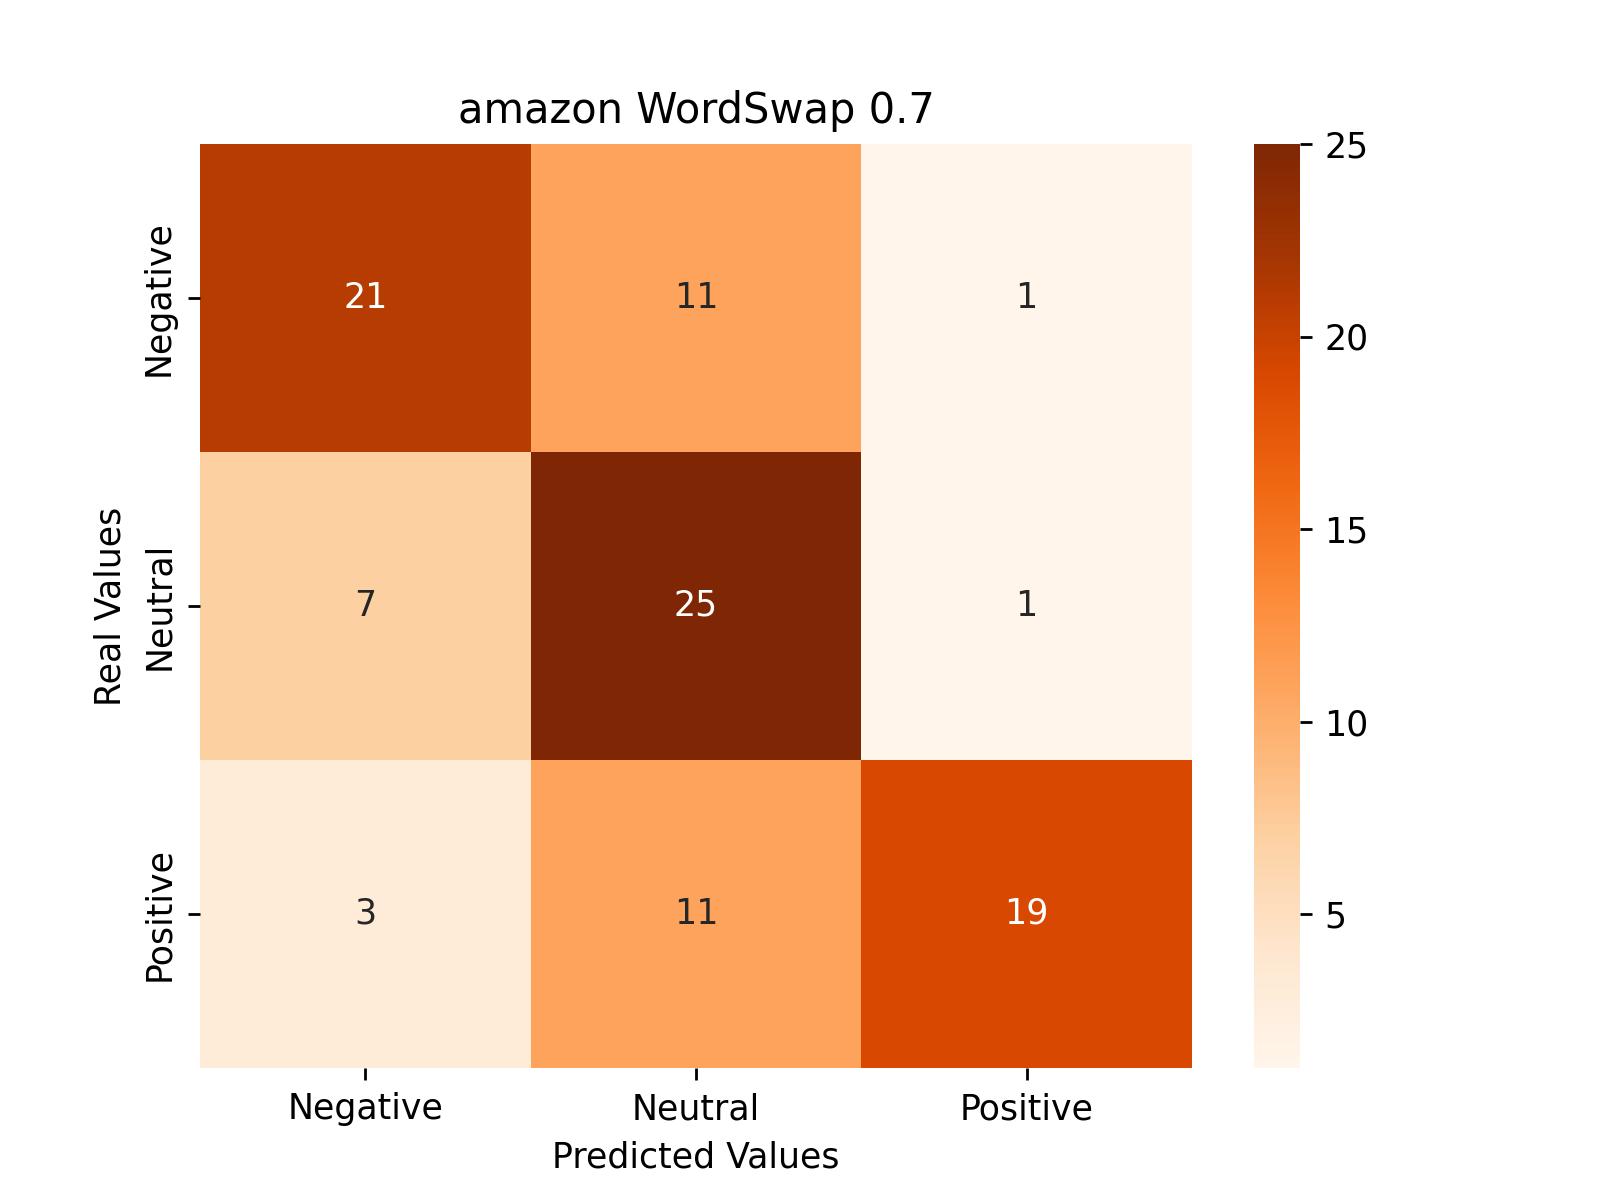 amazon WordSwap 0.7
Real Values
Negative
21 11 1
Neutral
7 25 1
Positive
3 11 19
Negative Neutral Positive
Predicted Values
25
20
15
10
5